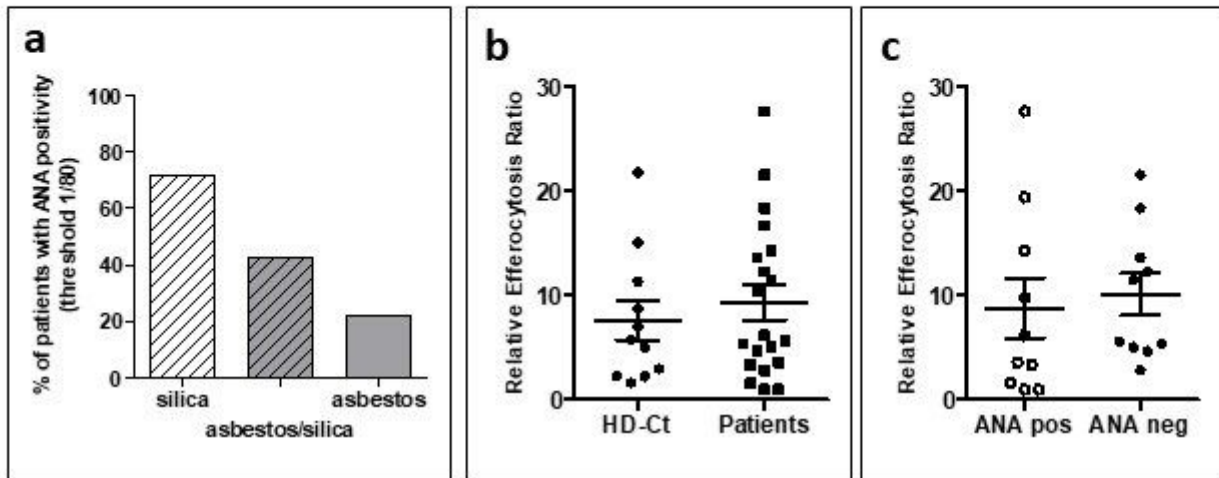 a
% of patients with ANA positivity
(threshold 1/80)
100
80
60
40
20
0
silica
asbestos
asbestos/silica
b
Relative Efferocytosis Ratio
30
20
10
0
HD-Ct
Patients
c
Relative Efferocytosis Ratio
30
20
10
0
ANA pos
ANA neg